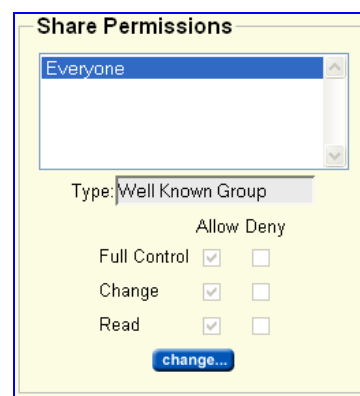 Share Permissions
Everyone
Type: Well Known Group
Allow Deny
Full Control
Change
Read
change...